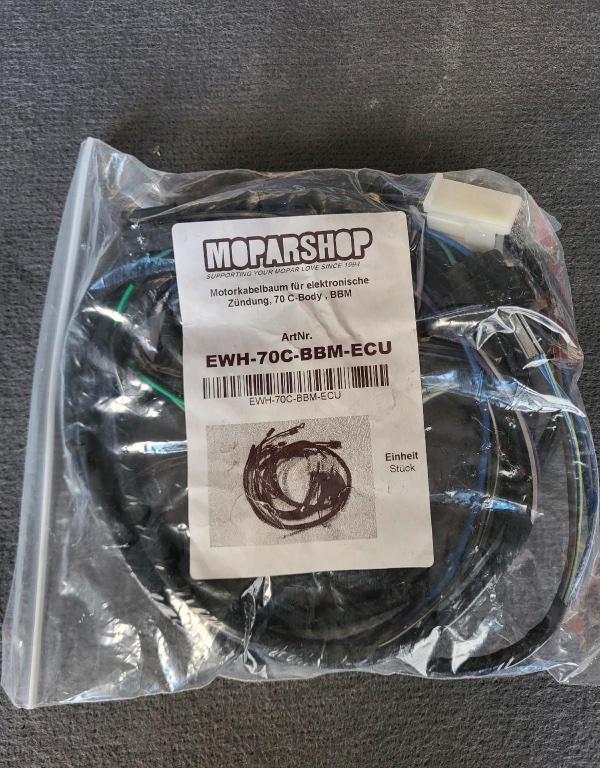 MOPARSHOP
SUPPORTING YOUR MOPAR LOVE SINCE 1994
Motorkabelbaum für elektronische
Zündung, 70 C-Body , BBM
ArtNr.
EWH-70C-BBM-ECU
EWH-70C-BBM-ECU
Einheit
Stück